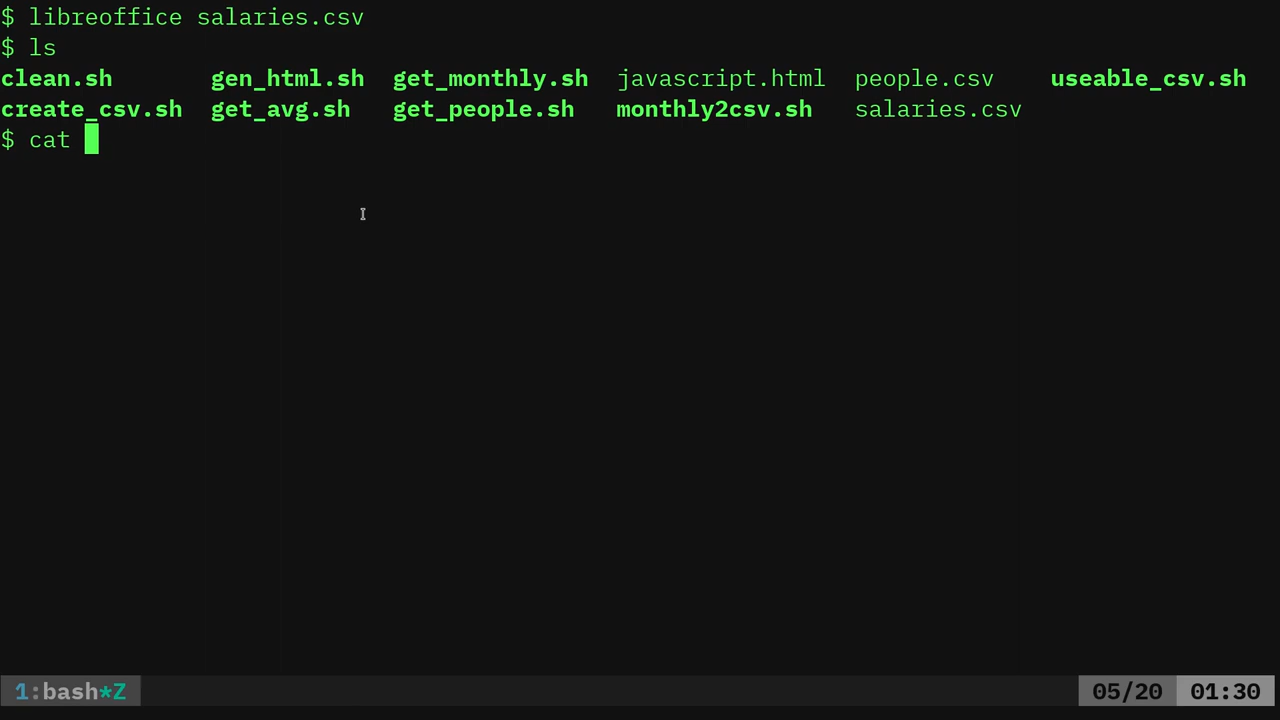 $ libreoffice salaries.csv
$ ls
clean.sh gen_html.sh get_monthly.sh javascript.html people.csv useable_csv.sh
create_csv.sh get_avg.sh get_people.sh monthly2csv.sh salaries.csv
$ cat
1:bash*Z 05/20 01:30